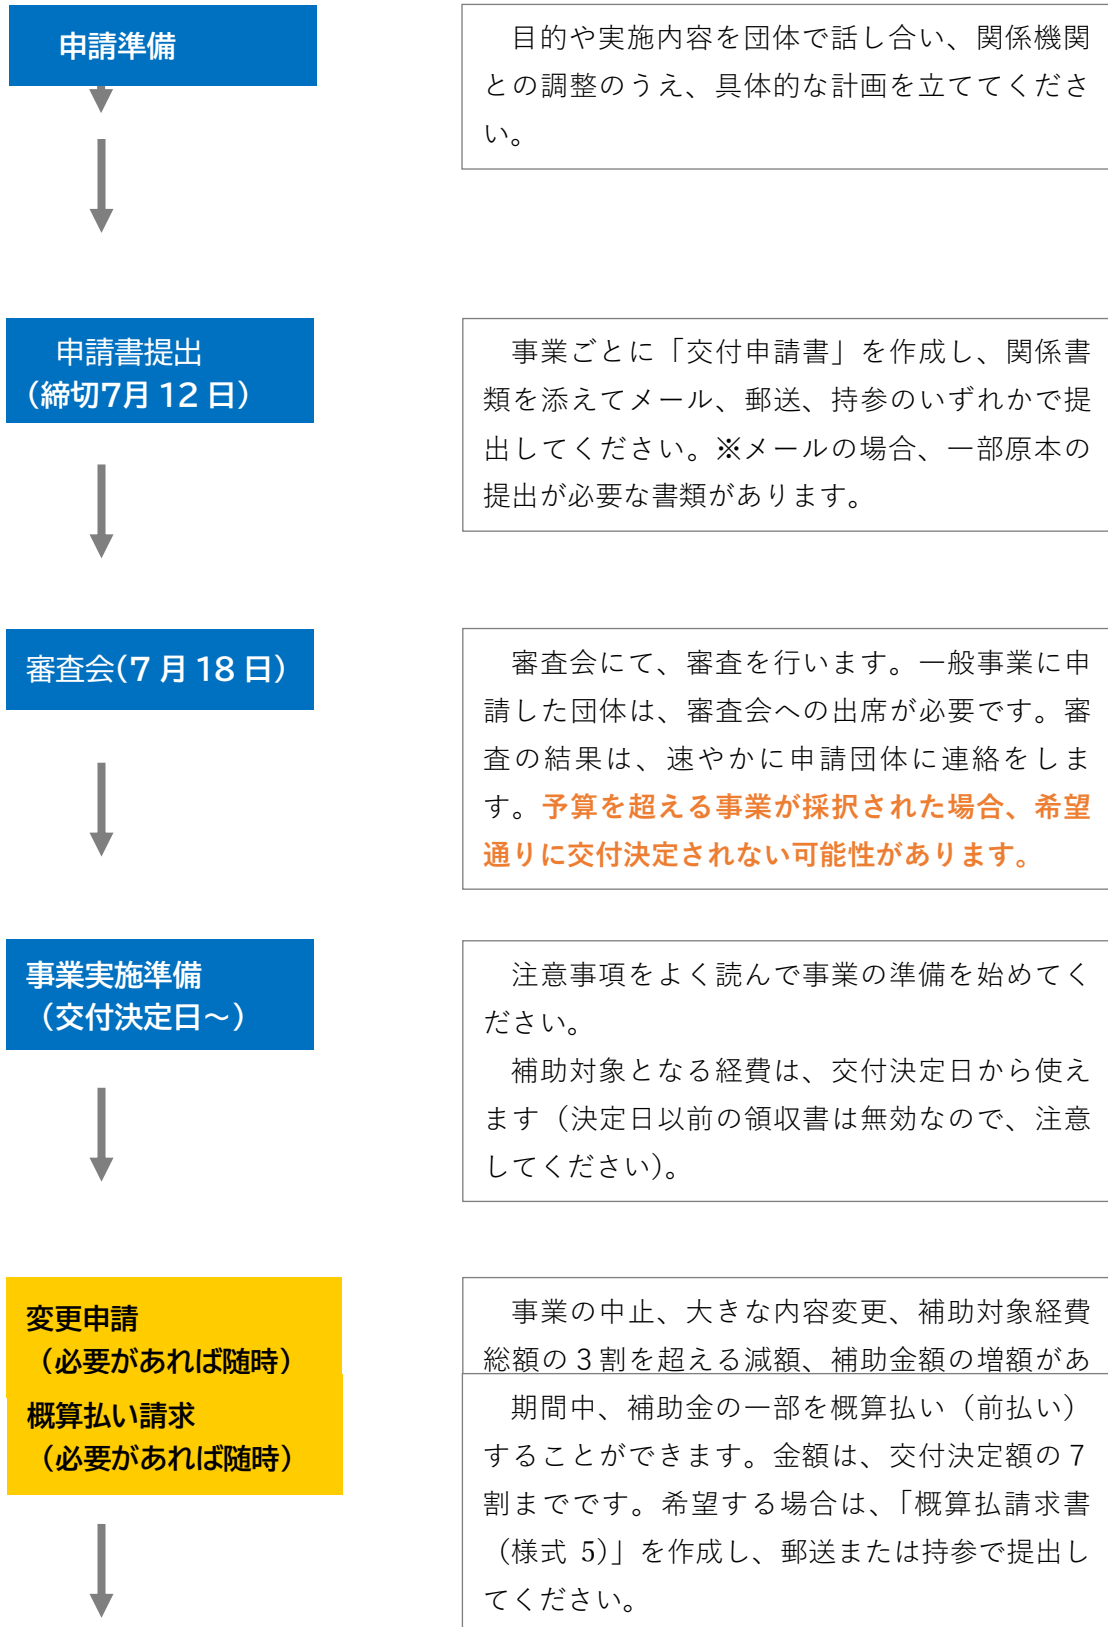 申請準備
目的や実施内容を団体で話し合い、関係機関
との調整のうえ、具体的な計画を立ててくださ
い。
申請書提出
(締切7月 12 日)
事業ごとに「交付申請書」を作成し、関係書
類を添えてメール、郵送、持参のいずれかで提
出してください。※メールの場合、一部原本の
提出が必要な書類があります。
審査会(7 月 18 日)
審査会にて、審査を行います。一般事業に申
請した団体は、審査会への出席が必要です。審
査の結果は、速やかに申請団体に連絡をしま
す。予算を超える事業が採択された場合、希望
通りに交付決定されない可能性があります。
事業実施準備
(交付決定日～)
注意事項をよく読んで事業の準備を始めてく
ださい。
補助対象となる経費は、交付決定日から使え
ます（決定日以前の領収書は無効なので、注意
してください）。
変更申請
（必要があれば随時）
事業の中止、大きな内容変更、補助対象経費
総額の３割を超える減額、補助金額の増額があ
概算払い請求
（必要があれば随時）
期間中、補助金の一部を概算払い（前払い）
することができます。金額は、交付決定額の７
割までです。希望する場合は、「概算払請求書
（様式 5）」を作成し、郵送または持参で提出し
てください。